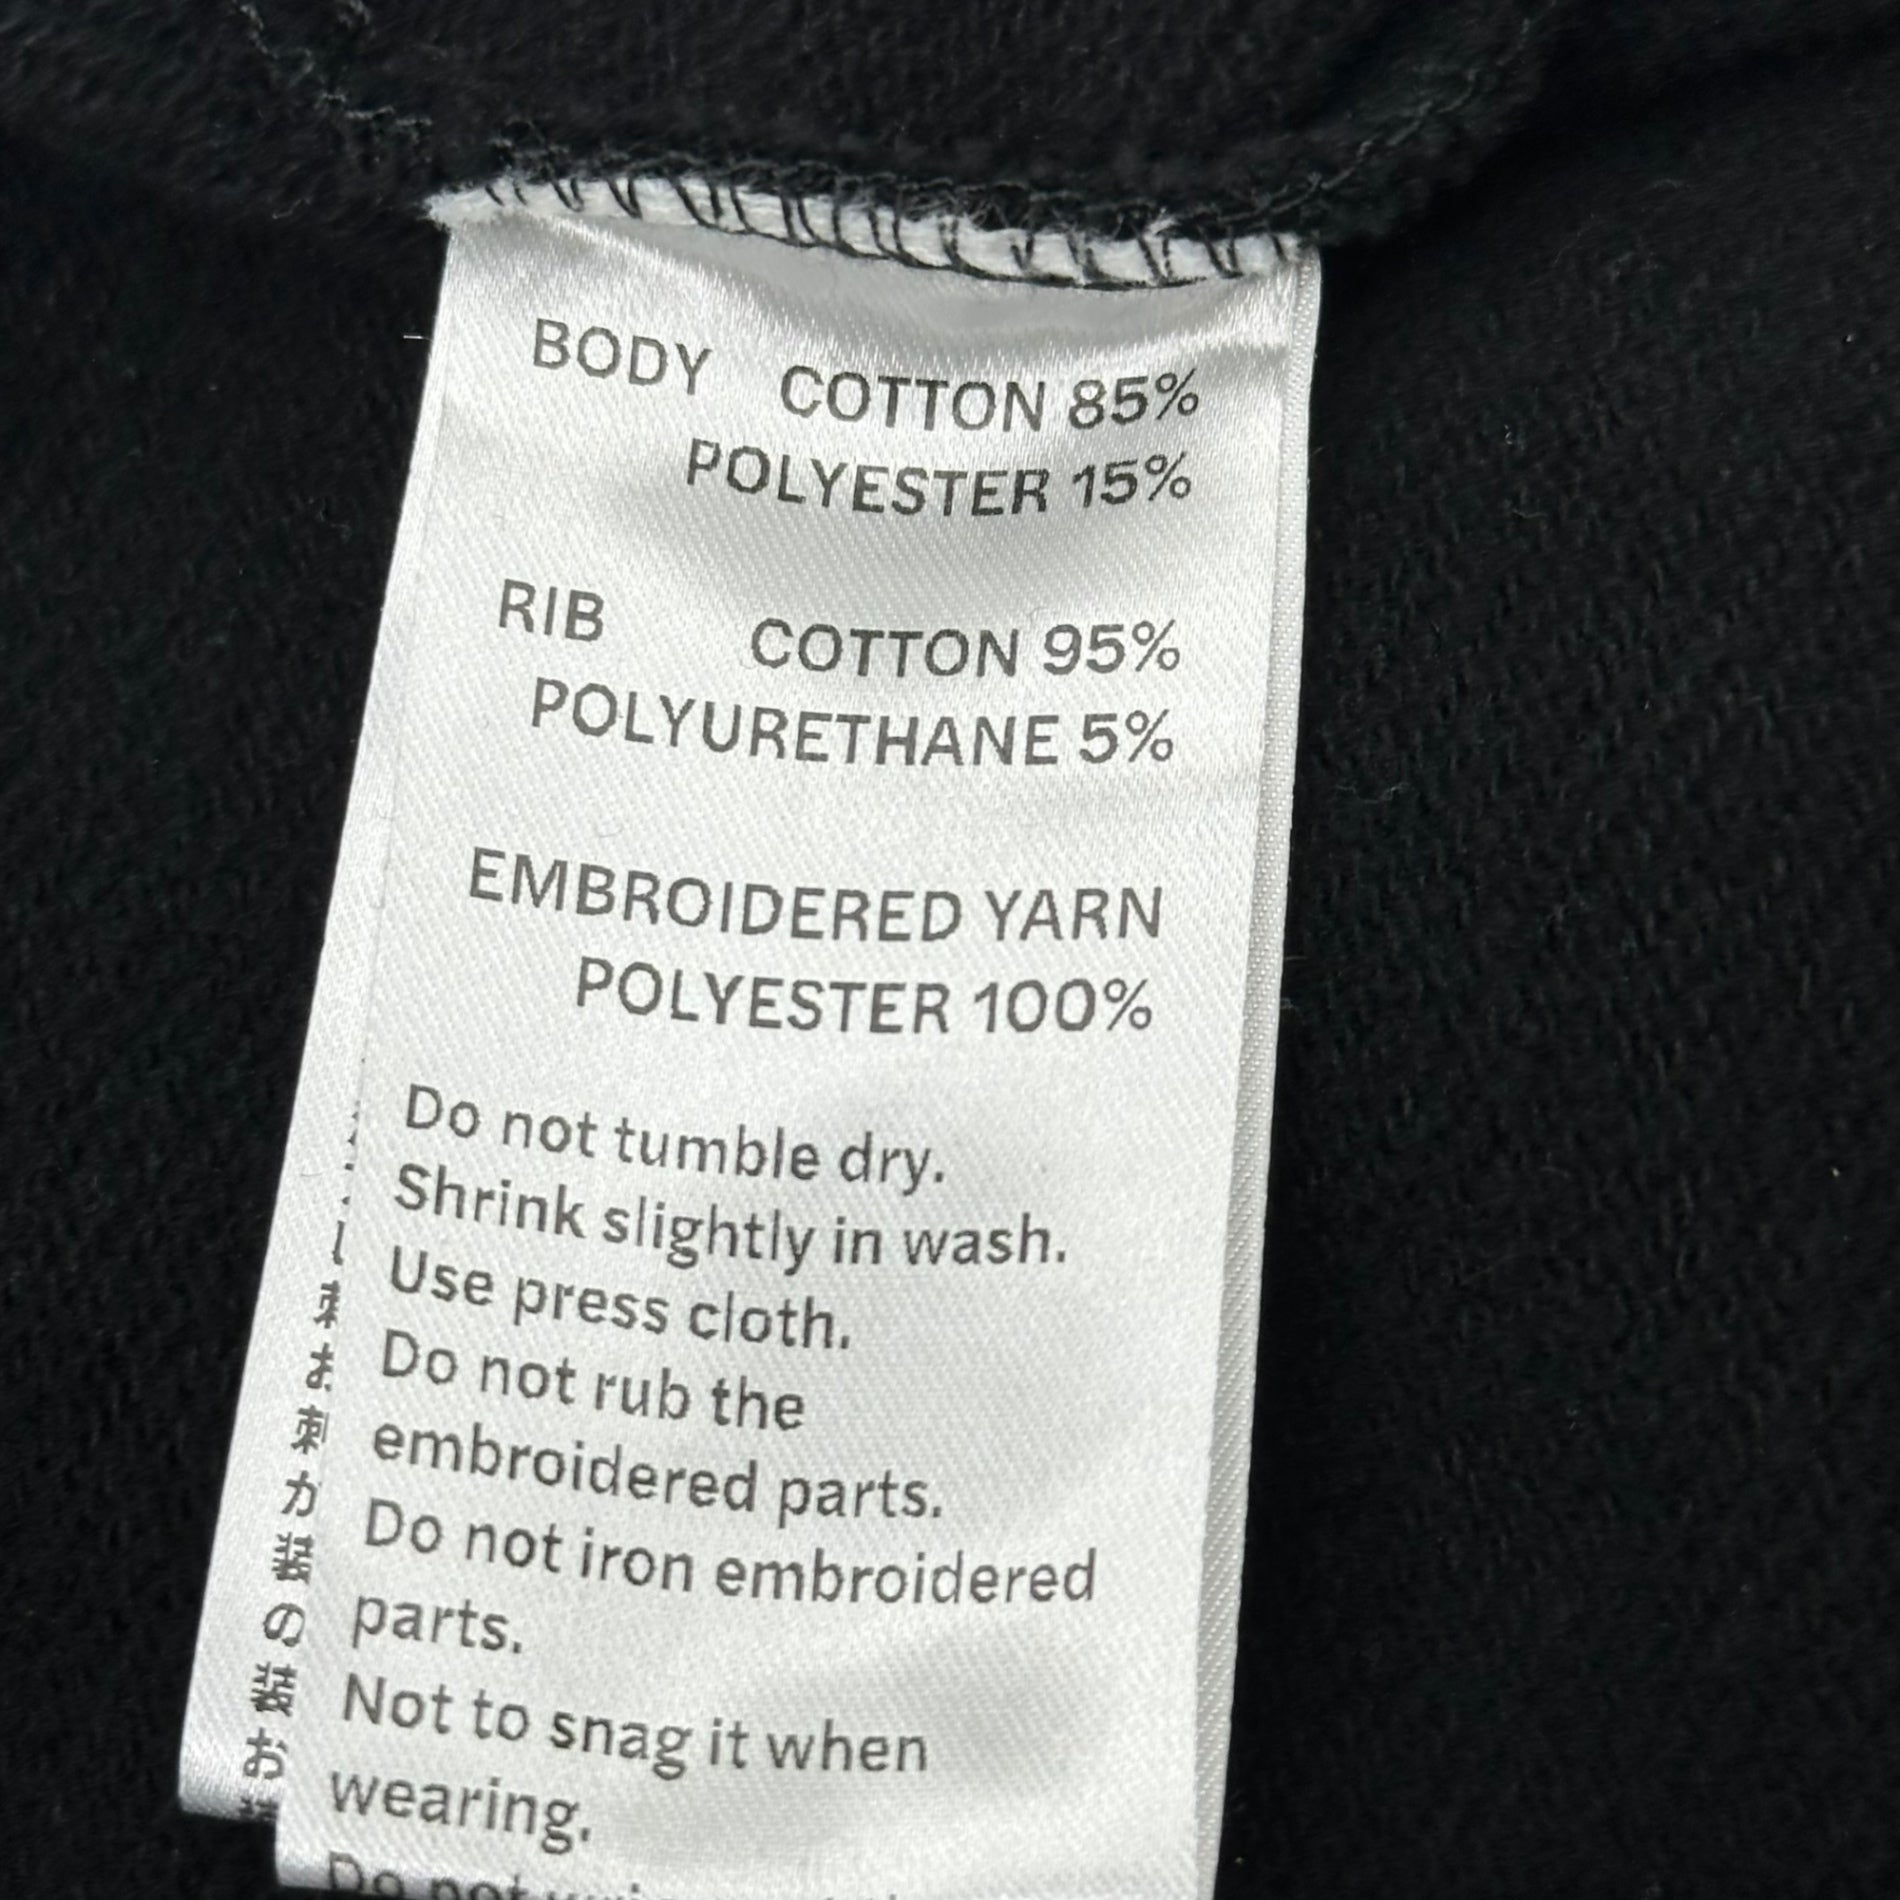 BODY COTTON 85%
POLYESTER 15%
RIB COTTON 95%
POLYURETHANE 5%
EMBROIDERED YARN
POLYESTER 100%
Do not tumble dry.
Shrink slightly in wash.
Use press cloth.
Do not rub the
embroidered parts.
Do not iron embroidered
parts.
Not to snag it when
wearing.
Do not